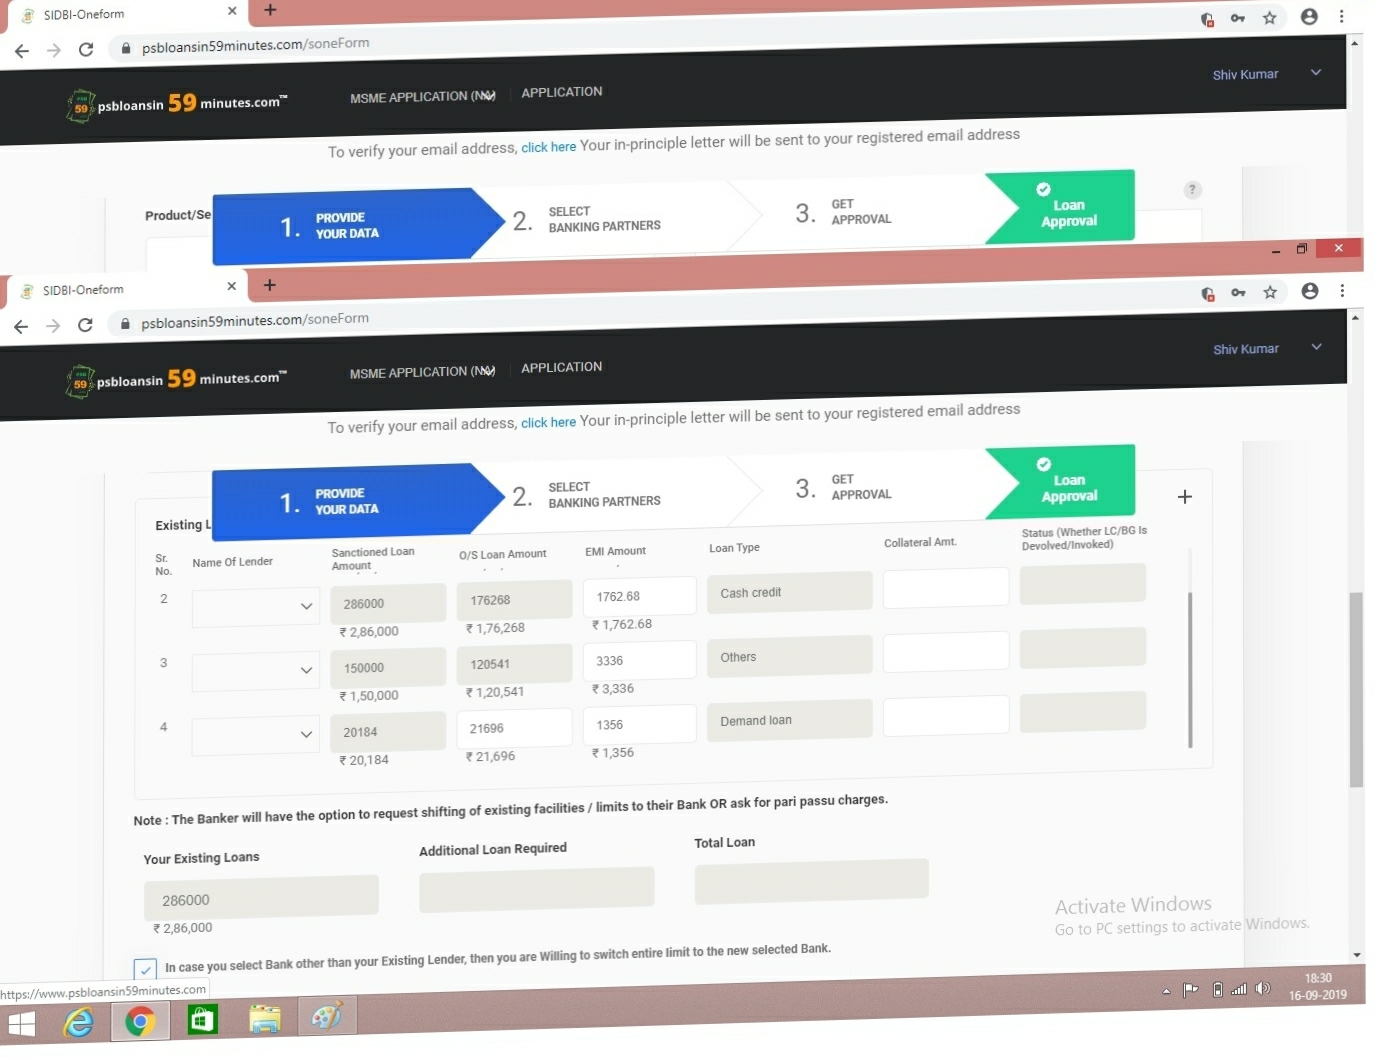 SIDBI-Oneform
psbloansin59minutes.com/soneForm
psbloansin 59 minutes.com™
MSME APPLICATION (NA)
APPLICATION
Shiv Kumar
To verify your email address, click here Your in-principle letter will be sent to your registered email address
Product/Se
1. PROVIDE YOUR DATA
2. SELECT BANKING PARTNERS
3. GET APPROVAL
Loan Approval
?
SIDBI-Oneform
psbloansin59minutes.com/soneForm
psbloansin 59 minutes.com™
MSME APPLICATION (NA)
APPLICATION
Shiv Kumar
To verify your email address, click here Your in-principle letter will be sent to your registered email address
1. PROVIDE YOUR DATA
2. SELECT BANKING PARTNERS
3. GET APPROVAL
Loan Approval
Existing L
Sr. No. Name Of Lender Sanctioned Loan Amount O/S Loan Amount EMI Amount Loan Type Collateral Amt. Status (Whether LC/BG Is Devolved/Invoked)
2 286000 176268 1762.68 Cash credit
₹ 2,86,000 ₹ 1,76,268 ₹ 1,762.68
3 150000 120541 3336 Others
₹ 1,50,000 ₹ 1,20,541 ₹ 3,336
4 20184 21696 1356 Demand loan
₹ 20,184 ₹ 21,696 ₹ 1,356
Note : The Banker will have the option to request shifting of existing facilities / limits to their Bank OR ask for pari passu charges.
Your Existing Loans Additional Loan Required Total Loan
286000
₹ 2,86,000
Activate Windows
Go to PC settings to activate Windows.
In case you select Bank other than your Existing Lender, then you are Willing to switch entire limit to the new selected Bank.
https://www.psbloansin59minutes.com
18:30
16-09-2019